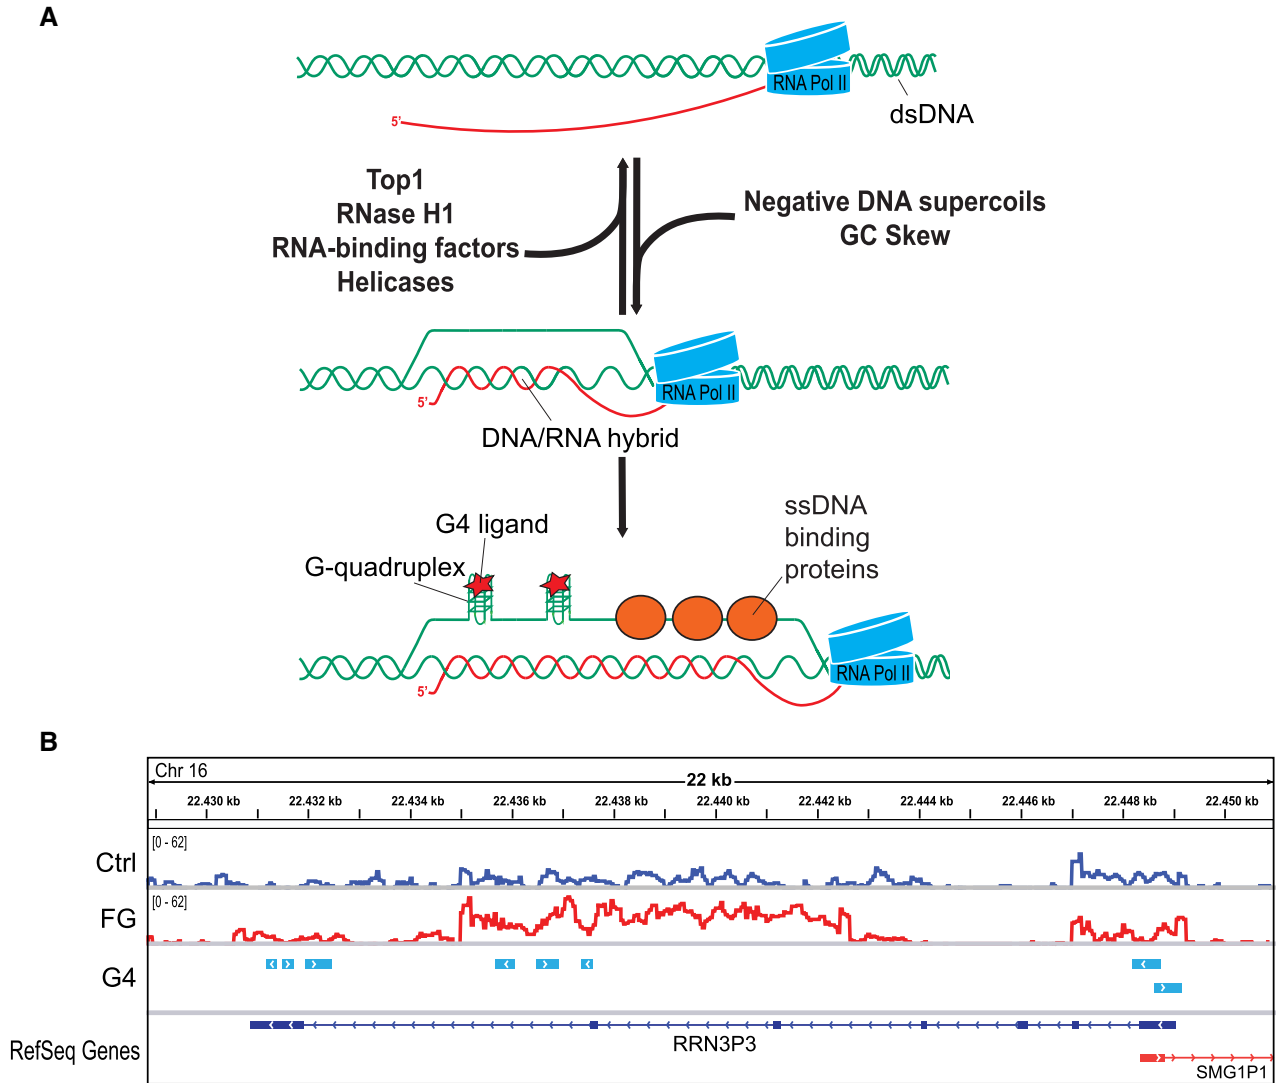 A
RNA Pol II
dsDNA
5'
Top1
RNase H1
RNA-binding factors
Helicases
Negative DNA supercoils
GC Skew
RNA Pol II
5'
DNA/RNA hybrid
ssDNA
binding
proteins
G4 ligand
G-quadruplex
RNA Pol II
5'
B
Chr 16
22 kb
22.430 kb 22.432 kb 22.434 kb 22.436 kb 22.438 kb 22.440 kb 22.442 kb 22.444 kb 22.446 kb 22.448 kb 22.450 kb
[0 - 62]
Ctrl
[0 - 62]
FG
G4
RRN3P3
RefSeq Genes
SMG1P1